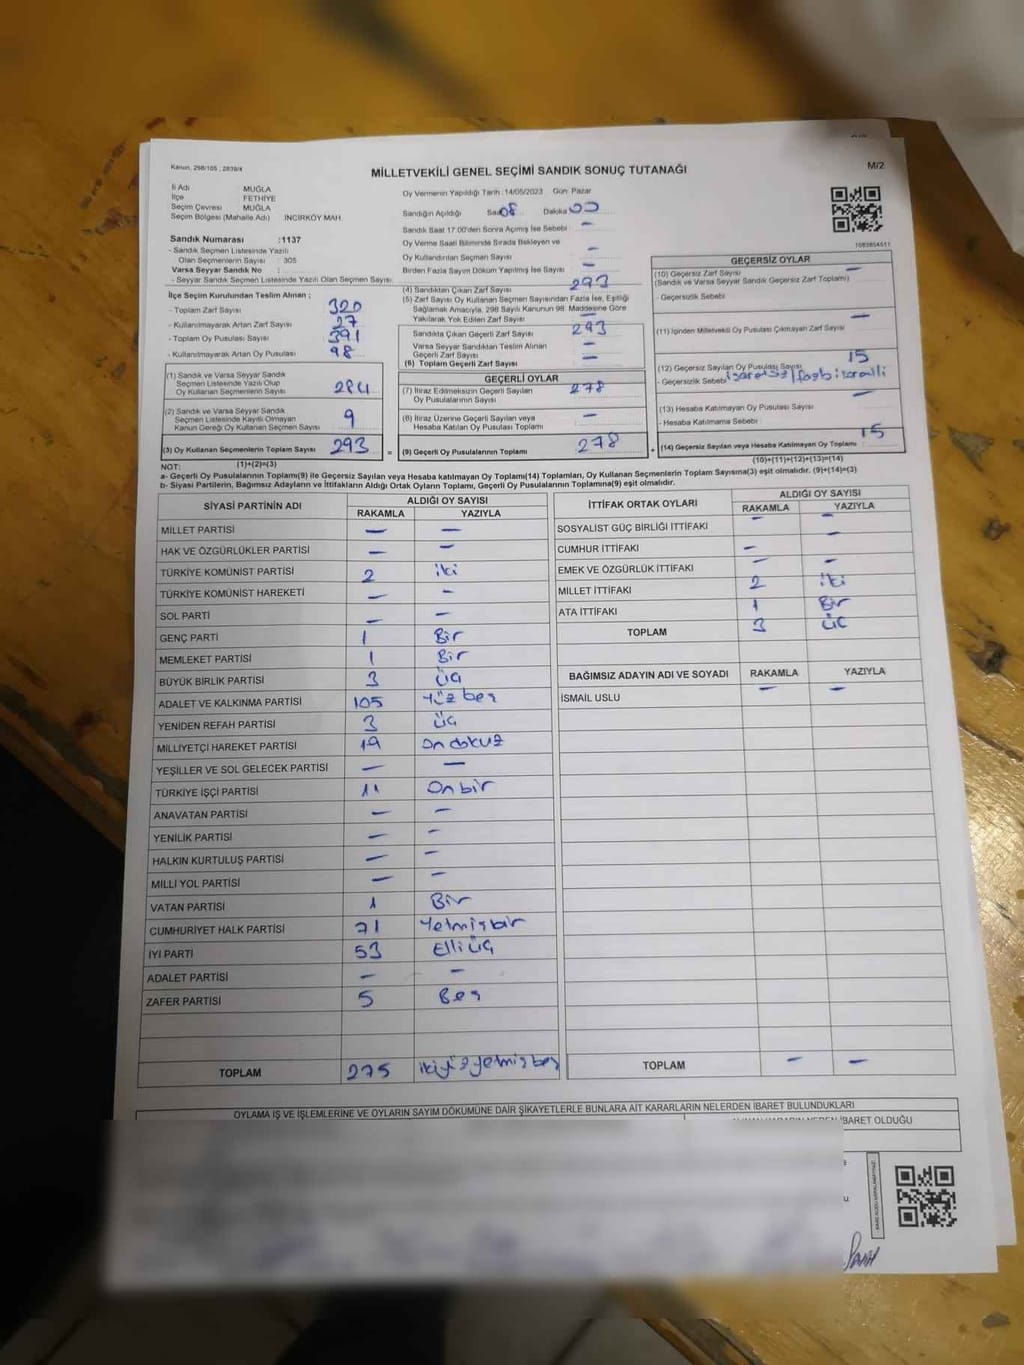 Kanun, 298/105 , 2839/4
M/2
MİLLETVEKİLİ GENEL SEÇİMİ SANDIK SONUÇ TUTANAĞI
İli Adı MUĞLA
İlçe FETHİYE
Seçim Çevresi MUĞLA
Seçim Bölgesi (Mahalle Adı) İNCİRKÖY MAH.
Sandık Numarası :1137
- Sandık Seçmen Listesinde Yazılı
Olan Seçmenlerin Sayısı 305
Varsa Seyyar Sandık No :
- Seyyar Sandık Seçmen Listesinde Yazılı Olan Seçmen Sayısı
Oy Vermenin Yapıldığı Tarih :14/05/2023 Gün: Pazar
Sandığın Açıldığı Saat 08 Dakika 00
Sandık Saat 17:00'den Sonra Açılmış İse Sebebi —
Oy Verme Saati Bitiminde Sırada Bekleyen ve
Oy Kullandırılan Seçmen Sayısı —
Birden Fazla Sayım Döküm Yapılmış İse Sayısı —
1083854511
İlçe Seçim Kurulundan Teslim Alınan ;
- Toplam Zarf Sayısı 320
- Kullanılmayarak Artan Zarf Sayısı 27
- Toplam Oy Pusulası Sayısı 391
- Kullanılmayarak Artan Oy Pusulası 98
(4) Sandıktan Çıkan Zarf Sayısı 293
(5) Zarf Sayısı Oy Kullanan Seçmen Sayısından Fazla İse, Eşitliği
Sağlamak Amacıyla, 298 Sayılı Kanunun 98. Maddesine Göre
Yakılarak Yok Edilen Zarf Sayısı —
Sandıkta Çıkan Geçerli Zarf Sayısı 293
Varsa Seyyar Sandıktan Teslim Alınan
Geçerli Zarf Sayısı —
(6) Toplam Geçerli Zarf Sayısı —
GEÇERSİZ OYLAR
(10) Geçersiz Zarf Sayısı —
(Sandık ve Varsa Seyyar Sandık Geçersiz Zarf Toplamı)
- Geçersizlik Sebebi
(11) İçinden Milletvekili Oy Pusulası Çıkmayan Zarf Sayısı —
(12) Geçersiz Sayılan Oy Pusulası Sayısı 15
- Geçersizlik Sebebi
(13) Hesaba Katılmayan Oy Pusulası Sayısı —
- Hesaba Katılmama Sebebi
(14) Geçersiz Sayılan veya Hesaba Katılmayan Oy Toplamı 15
(10)+(11)+(12)+(13)=(14)
(1) Sandık ve Varsa Seyyar Sandık
Seçmen Listesinde Yazılı Olup
Oy Kullanan Seçmen Sayısı 284
(2) Sandık ve Varsa Seyyar Sandık
Seçmen Listesinde Kayıtlı Olmayan
Kanun Gereği Oy Kullanan Seçmen Sayısı 9
(3) Oy Kullanan Seçmenlerin Toplam Sayısı 293
(1)+(2)=(3)
GEÇERLİ OYLAR
(7) İtiraz Edilmeksizin Geçerli Sayılan
Oy Pusulalarının Sayısı 278
(8) İtiraz Üzerine Geçerli Sayılan veya
Hesaba Katılan Oy Pusulası Toplamı —
= (9) Geçerli Oy Pusulalarının Toplamı 278 +
NOT:
a- Geçerli Oy Pusulalarının Toplamı(9) ile Geçersiz Sayılan veya Hesaba katılmayan Oy Toplamı(14) Toplamları, Oy Kullanan Seçmenlerin Toplam Sayısına(3) eşit olmalıdır. (9)+(14)=(3)
b- Siyasi Partilerin, Bağımsız Adayların ve İttifakların Aldığı Ortak Oyların Toplamı, Geçerli Oy Pusulalarının Toplamına(9) eşit olmalıdır.
SİYASİ PARTİNİN ADI ALDIĞI OY SAYISI
RAKAMLA YAZIYLA
MİLLET PARTİSİ — —
HAK VE ÖZGÜRLÜKLER PARTİSİ — —
TÜRKİYE KOMÜNİST PARTİSİ 2 iki
TÜRKİYE KOMÜNİST HAREKETİ — —
SOL PARTİ — —
GENÇ PARTİ 1 Bir
MEMLEKET PARTİSİ 1 Bir
BÜYÜK BİRLİK PARTİSİ 3 üç
ADALET VE KALKINMA PARTİSİ 105 Yüz beş
YENİDEN REFAH PARTİSİ 3 üç
MİLLİYETÇİ HAREKET PARTİSİ 19 On dokuz
YEŞİLLER VE SOL GELECEK PARTİSİ — —
TÜRKİYE İŞÇİ PARTİSİ 11 On bir
ANAVATAN PARTİSİ — —
YENİLİK PARTİSİ — —
HALKIN KURTULUŞ PARTİSİ — —
MİLLİ YOL PARTİSİ — —
VATAN PARTİSİ 1 Bir
CUMHURİYET HALK PARTİSİ 71 Yetmişbir
İYİ PARTİ 53 Elli üç
ADALET PARTİSİ — —
ZAFER PARTİSİ 5 Beş
TOPLAM 275 ikiyüzyetmişbeş
İTTİFAK ORTAK OYLARI ALDIĞI OY SAYISI
RAKAMLA YAZIYLA
SOSYALİST GÜÇ BİRLİĞİ İTTİFAKI — —
CUMHUR İTTİFAKI — —
EMEK VE ÖZGÜRLÜK İTTİFAKI — —
MİLLET İTTİFAKI 2 iki
ATA İTTİFAKI 1 Bir
TOPLAM 3 üç
BAĞIMSIZ ADAYIN ADI VE SOYADI RAKAMLA YAZIYLA
İSMAİL USLU — —
TOPLAM — —
OYLAMA İŞ VE İŞLEMLERİNE VE OYLARIN SAYIM DÖKÜMÜNE DAİR ŞİKAYETLERLE BUNLARA AİT KARARLARIN NELERDEN İBARET BULUNDUKLARI
İBARET OLDUĞU